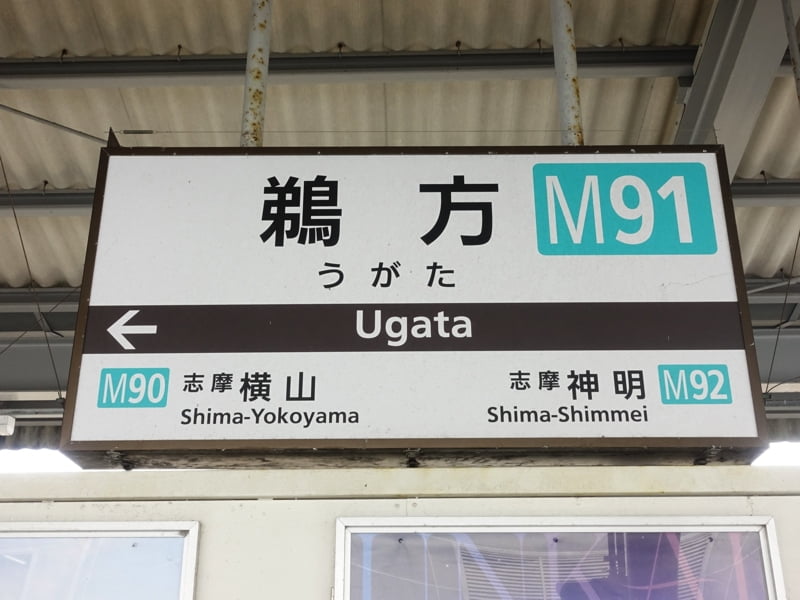 鵜方 M91
うがた
← Ugata
M90 志摩横山 志摩神明 M92
Shima-Yokoyama Shima-Shimmei